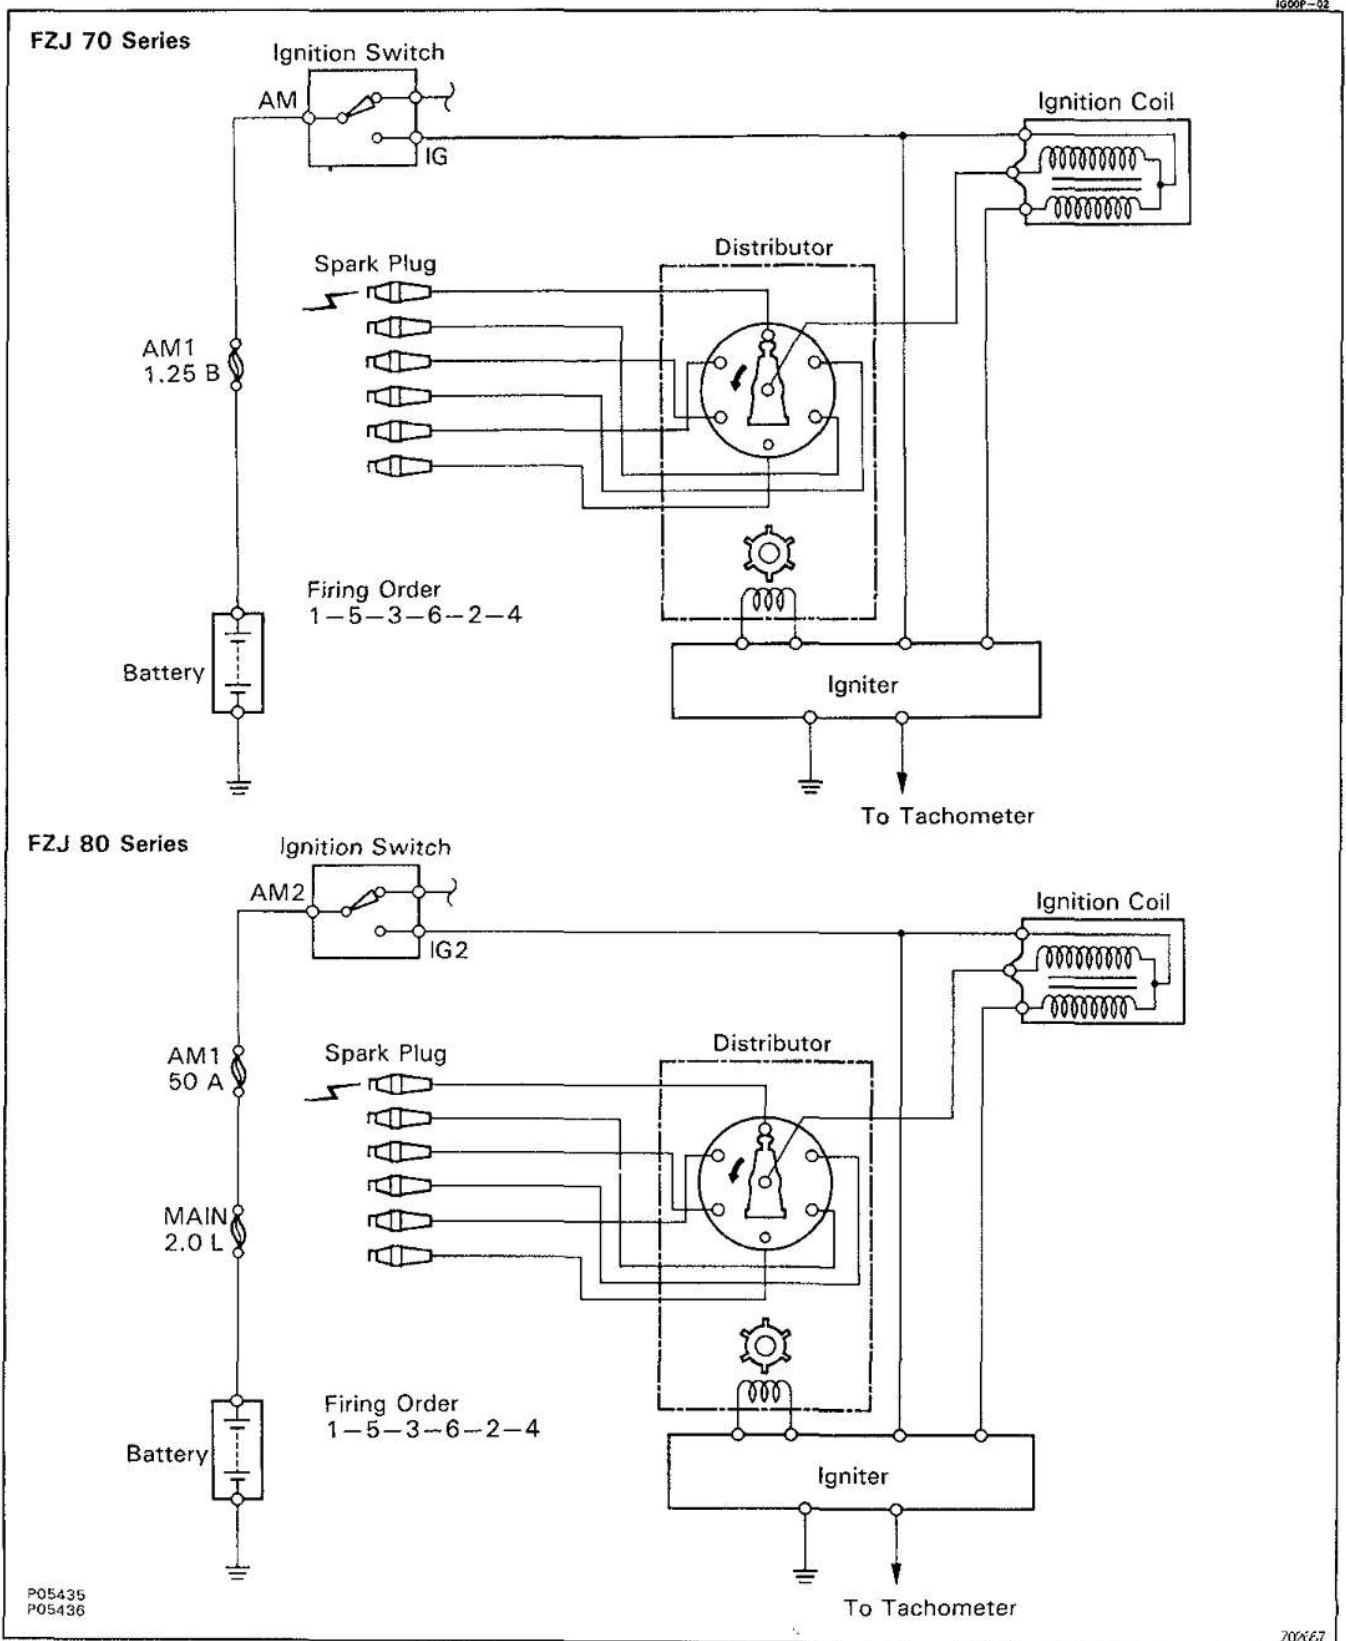 IG00P-02
FZJ 70 Series
Ignition Switch
AM
IG
Ignition Coil
Distributor
Spark Plug
AM1
1.25 B
Firing Order
1-5-3-6-2-4
Battery
Igniter
To Tachometer
FZJ 80 Series
Ignition Switch
AM2
IG2
Ignition Coil
Distributor
AM1
50 A
Spark Plug
MAIN
2.0 L
Firing Order
1-5-3-6-2-4
Battery
Igniter
To Tachometer
P05435
P05436